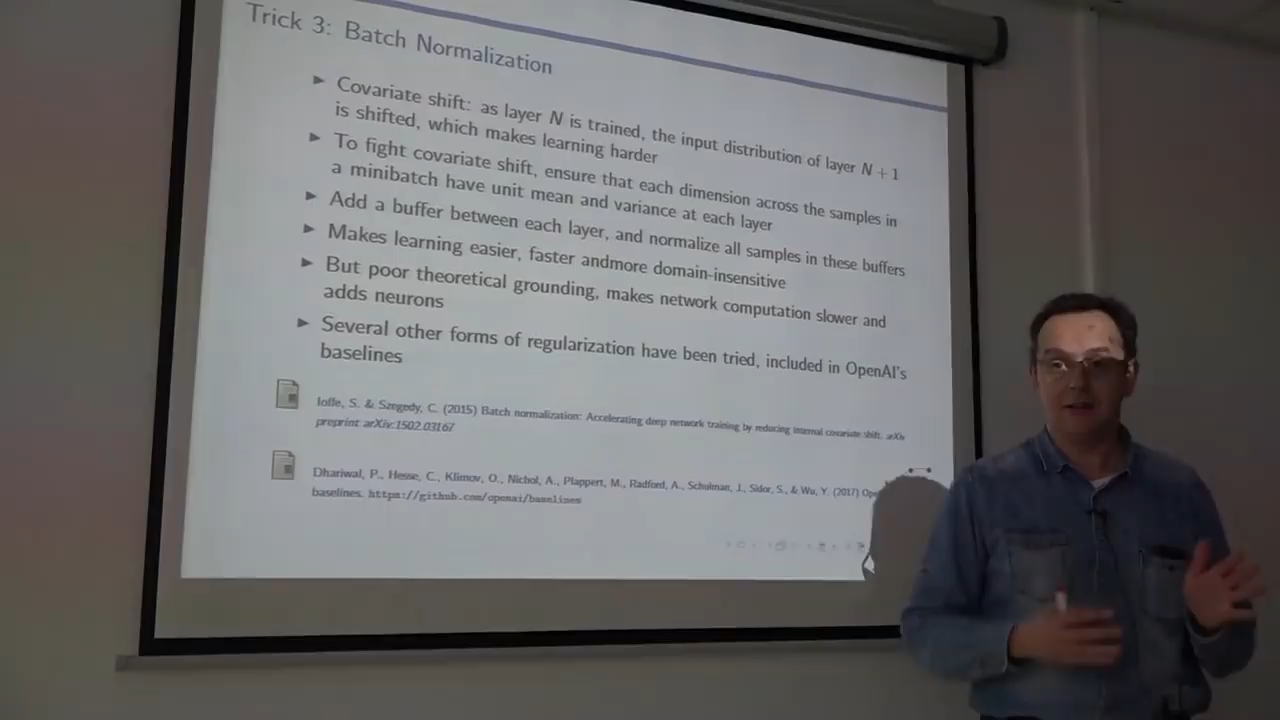 Trick 3: Batch Normalization
Covariate shift: as layer N is trained, the input distribution of layer N + 1
is shifted, which makes learning harder
To fight covariate shift, ensure that each dimension across the samples in
a minibatch have unit mean and variance at each layer
Add a buffer between each layer, and normalize all samples in these buffers
Makes learning easier, faster andmore domain-insensitive
But poor theoretical grounding, makes network computation slower and
adds neurons
Several other forms of regularization have been tried, included in OpenAI's
baselines
Ioffe, S. & Szegedy, C. (2015) Batch normalization: Accelerating deep network training by reducing internal covariate shift. arXiv
preprint arXiv:1502.03167
Dhariwal, P., Hesse, C., Klimov, O., Nichol, A., Plappert, M., Radford, A., Schulman, J., Sidor, S., & Wu, Y. (2017)
baselines. https://github.com/openai/baselines